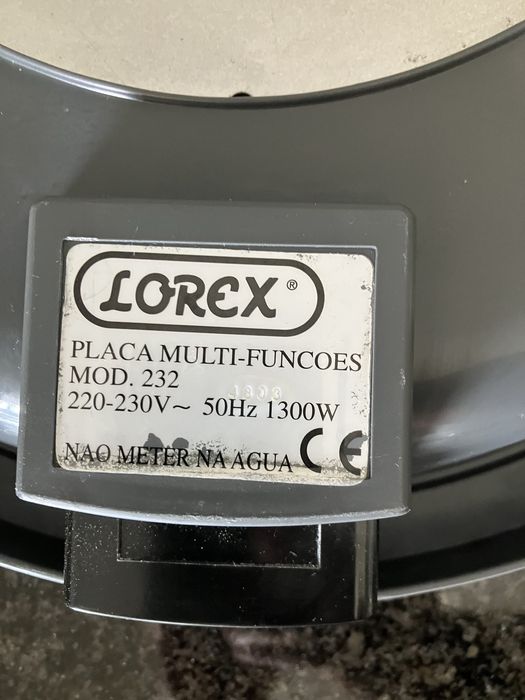 LOREX®
PLACA MULTI-FUNCOES
MOD. 232
220-230V~ 50Hz 1300W
NAO METER NA AGUA CE